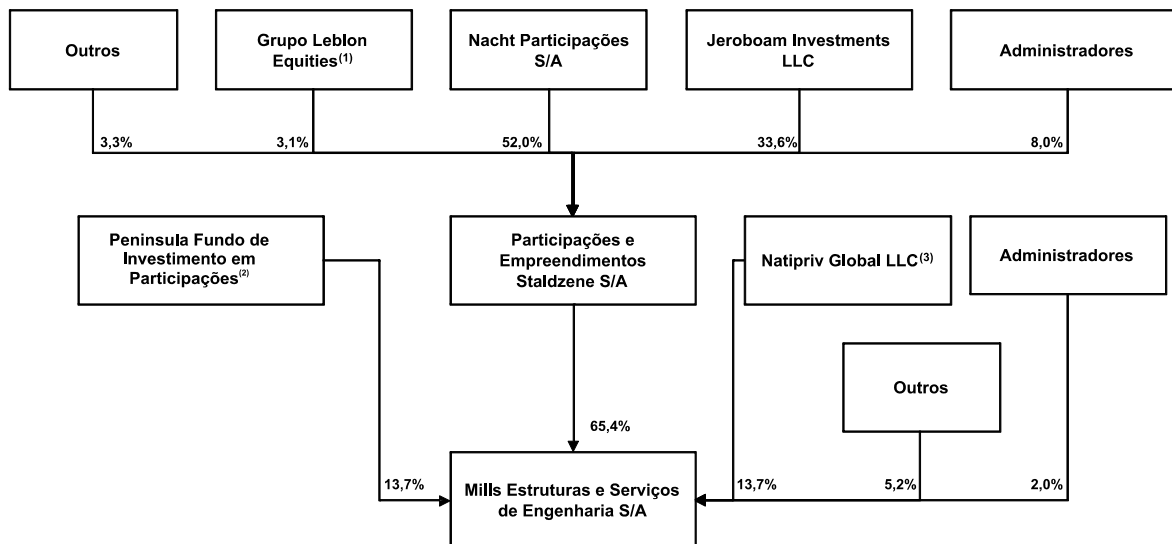 Outros
Grupo Leblon
Equities(1)
Nacht Participações
S/A
Jeroboam Investments
LLC
Administradores
3,3%
3,1%
52,0%
33,6%
8,0%
Peninsula Fundo de
Investimento em
Participações(2)
Participações e
Empreendimentos
Staldzene S/A
Natipriv Global LLC(3)
Administradores
Outros
65,4%
13,7%
Mills Estruturas e Serviços
de Engenharia S/A
13,7%
5,2%
2,0%